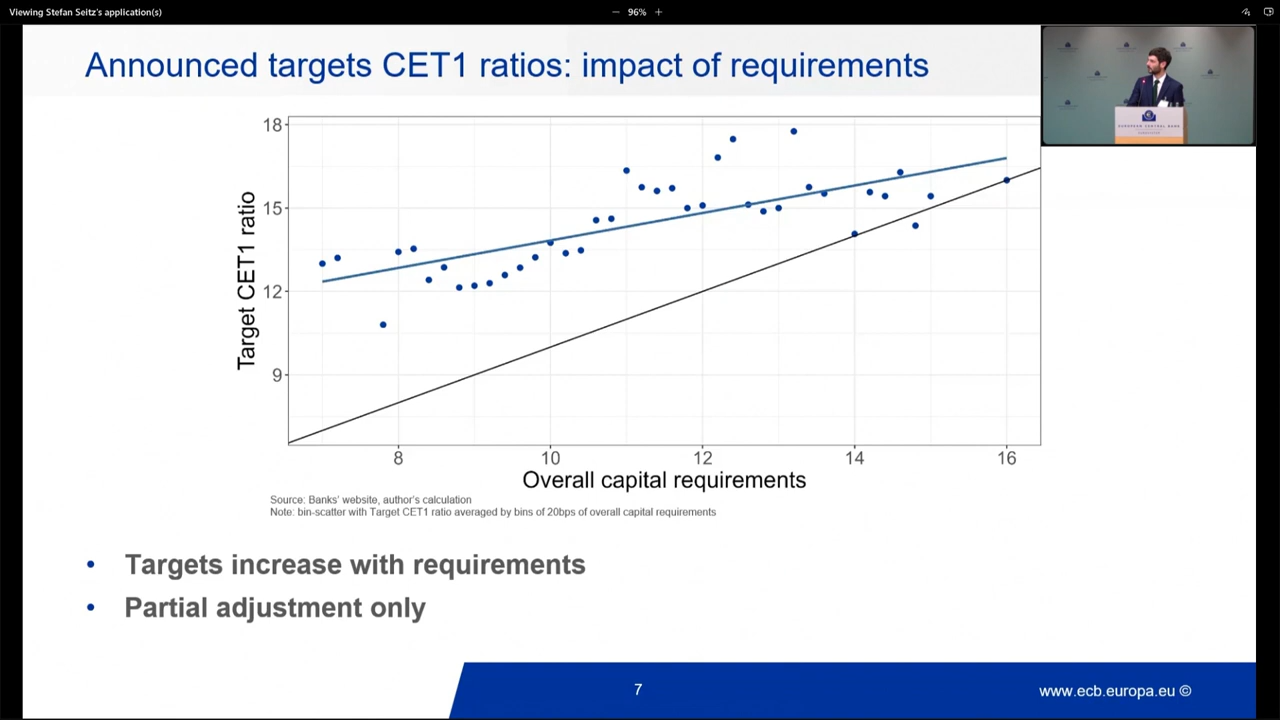 Viewing Stefan Seitz's application(s)
96%
Announced targets CET1 ratios: impact of requirements
EUROPEAN CENTRAL BANK
18
15
12
9
Target CET1 ratio
8 10 12 14 16
Overall capital requirements
Source: Banks' website, author's calculation
Note: bin-scatter with Target CET1 ratio averaged by bins of 20bps of overall capital requirements
• Targets increase with requirements
• Partial adjustment only
7
www.ecb.europa.eu ©